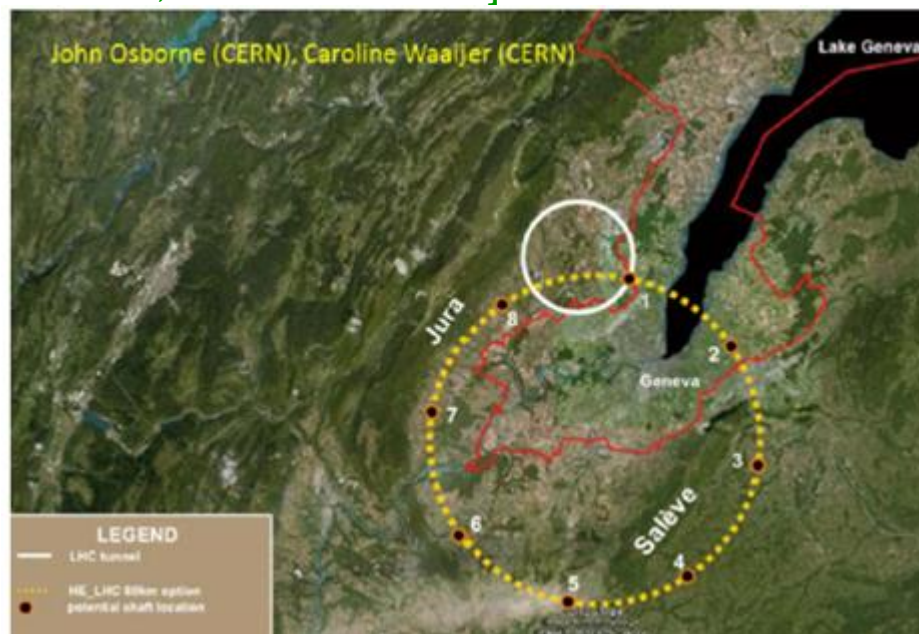 John Osborne (CERN), Caroline Waaijer (CERN)
Lake Geneva
Jura
8
1
2
Geneva
7
3
Salève
6
5
4
LEGEND
LHC tunnel
HE_LHC 80km option
potential shaft location